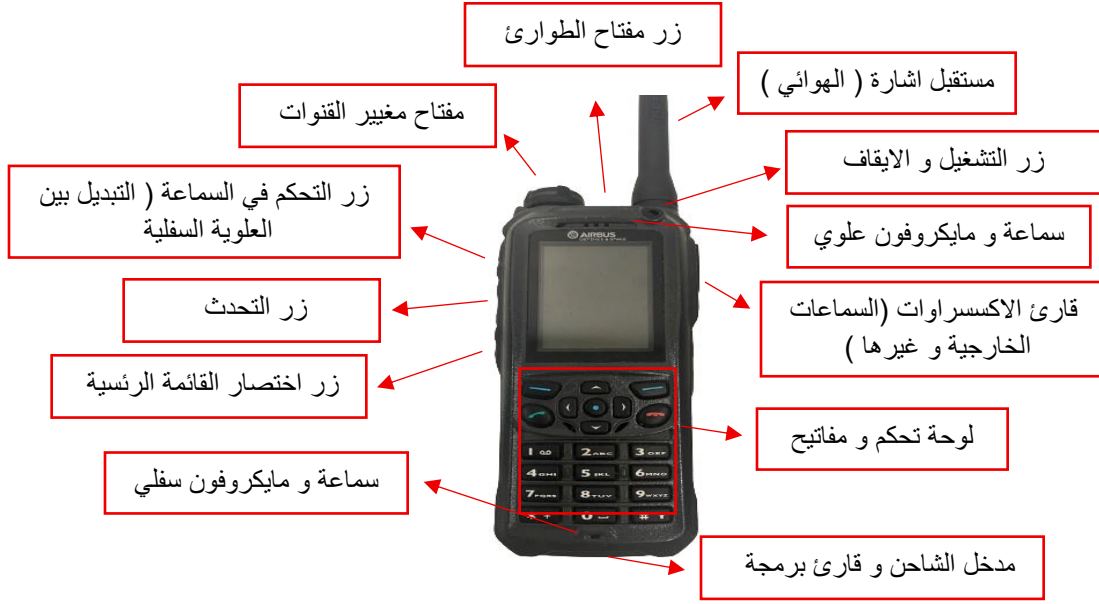 زر مفتاح الطوارئ
مستقبل اشارة ( الهوائي )
مفتاح مغيير القنوات
زر التشغيل و الايقاف
زر التحكم في السماعة ( التبديل بين
العلوية السفلية
سماعة و مايكروفون علوي
AIRBUS
DEFENCE & SPACE
زر التحدث
قارئ الاكسسراوات (السماعات
الخارجية و غيرها )
زر اختصار القائمة الرئسية
لوحة تحكم و مفاتيح
1
2 ABC
3 DEF
4 GHI
5 JKL
6 MNO
سماعة و مايكروفون سفلي
7 PQRS
8 TUV
9 WXYZ
* +
0
#
مدخل الشاحن و قارئ برمجة